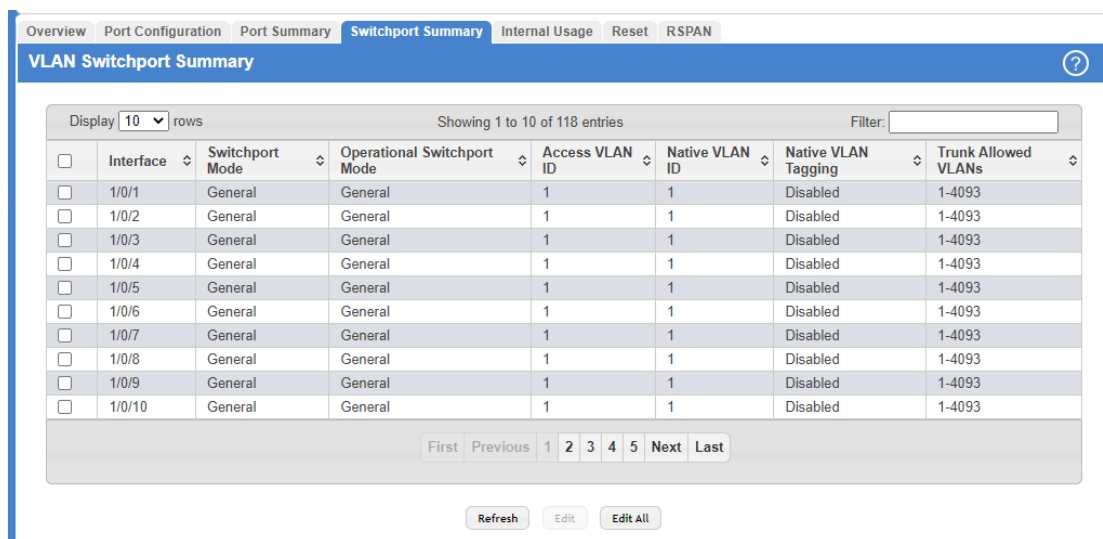 Overview Port Configuration Port Summary Switchport Summary Internal Usage Reset RSPAN
VLAN Switchport Summary ?
Display 10 rows Showing 1 to 10 of 118 entries Filter:
Interface Switchport Mode Operational Switchport Mode Access VLAN ID Native VLAN ID Native VLAN Tagging Trunk Allowed VLANs
1/0/1 General General 1 1 Disabled 1-4093
1/0/2 General General 1 1 Disabled 1-4093
1/0/3 General General 1 1 Disabled 1-4093
1/0/4 General General 1 1 Disabled 1-4093
1/0/5 General General 1 1 Disabled 1-4093
1/0/6 General General 1 1 Disabled 1-4093
1/0/7 General General 1 1 Disabled 1-4093
1/0/8 General General 1 1 Disabled 1-4093
1/0/9 General General 1 1 Disabled 1-4093
1/0/10 General General 1 1 Disabled 1-4093
First Previous 1 2 3 4 5 Next Last
Refresh Edit Edit All